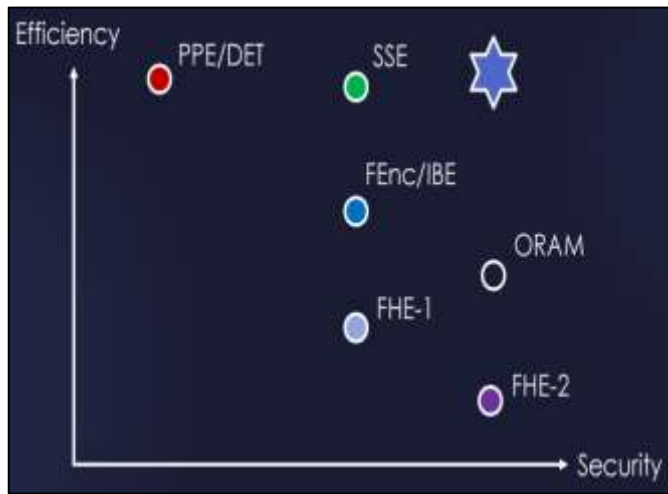 Efficiency
PPE/DET
SSE
FEnc/IBE
ORAM
FHE-1
FHE-2
Security